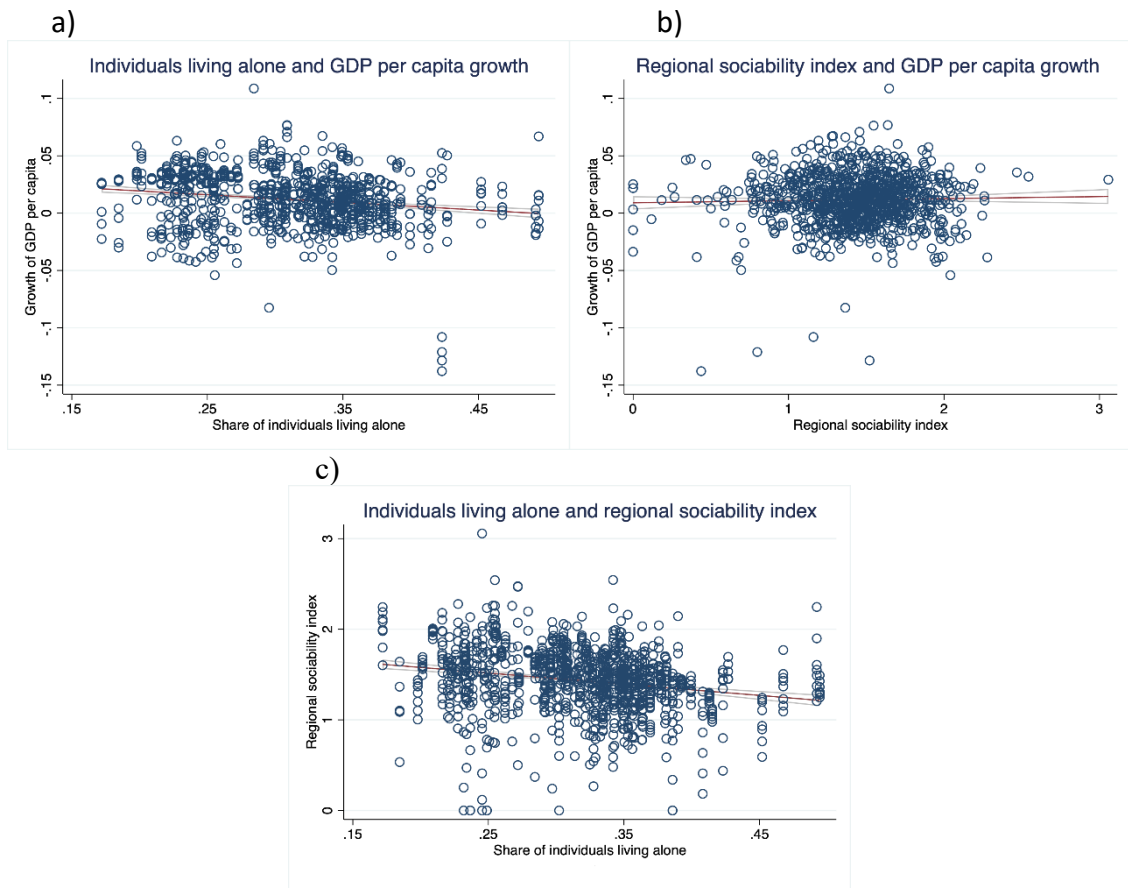 a)
b)
Individuals living alone and GDP per capita growth
Regional sociability index and GDP per capita growth
Growth of GDP per capita
.1
.05
0
.05
-.1
-.15
.15
.25
.35
.45
Share of individuals living alone
Growth of GDP per capita
.1
.05
0
.05
-.1
-.15
0
1
2
3
Regional sociability index
c)
Individuals living alone and regional sociability index
Regional sociability index
3
2
1
0
.15
.25
.35
.45
Share of individuals living alone